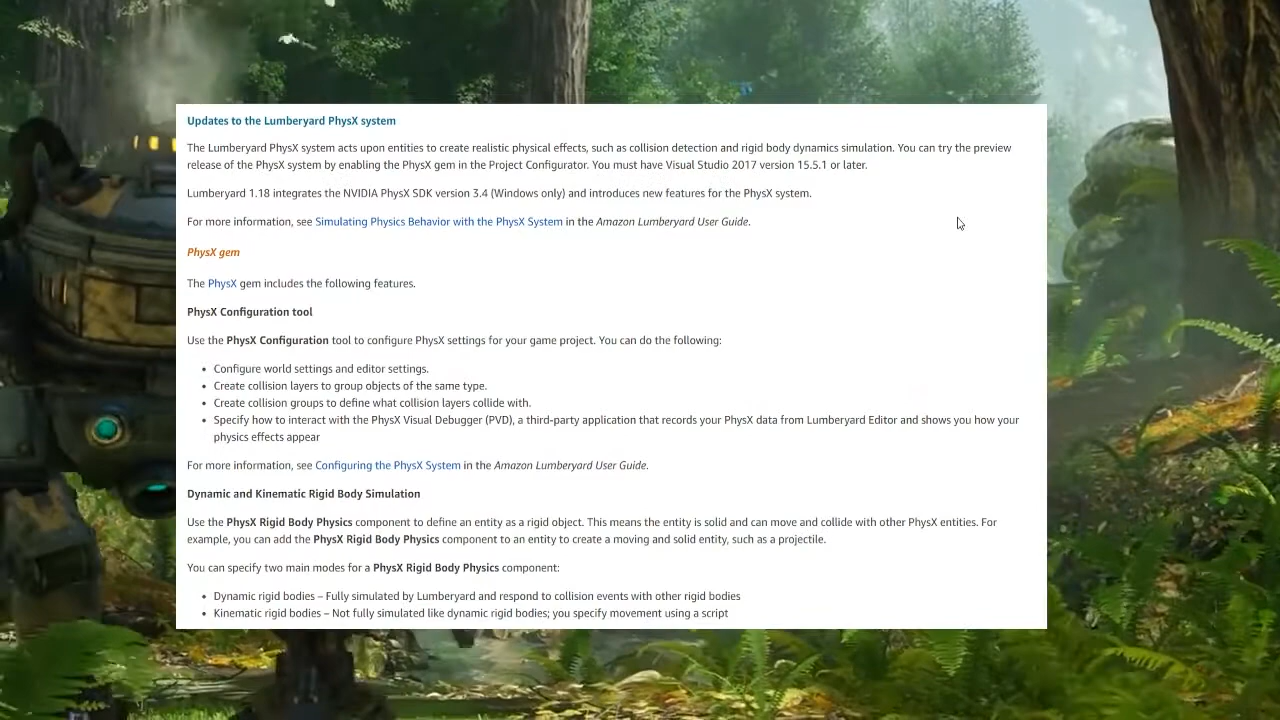 Updates to the Lumberyard PhysX system
The Lumberyard PhysX system acts upon entities to create realistic physical effects, such as collision detection and rigid body dynamics simulation. You can try the preview
release of the PhysX system by enabling the PhysX gem in the Project Configurator. You must have Visual Studio 2017 version 15.5.1 or later.
Lumberyard 1.18 integrates the NVIDIA PhysX SDK version 3.4 (Windows only) and introduces new features for the PhysX system.
For more information, see Simulating Physics Behavior with the PhysX System in the Amazon Lumberyard User Guide.
PhysX gem
The PhysX gem includes the following features.
PhysX Configuration tool
Use the PhysX Configuration tool to configure PhysX settings for your game project. You can do the following:
• Configure world settings and editor settings.
• Create collision layers to group objects of the same type.
• Create collision groups to define what collision layers collide with.
• Specify how to interact with the PhysX Visual Debugger (PVD), a third-party application that records your PhysX data from Lumberyard Editor and shows you how your
physics effects appear
For more information, see Configuring the PhysX System in the Amazon Lumberyard User Guide.
Dynamic and Kinematic Rigid Body Simulation
Use the PhysX Rigid Body Physics component to define an entity as a rigid object. This means the entity is solid and can move and collide with other PhysX entities. For
example, you can add the PhysX Rigid Body Physics component to an entity to create a moving and solid entity, such as a projectile.
You can specify two main modes for a PhysX Rigid Body Physics component:
• Dynamic rigid bodies – Fully simulated by Lumberyard and respond to collision events with other rigid bodies
• Kinematic rigid bodies – Not fully simulated like dynamic rigid bodies; you specify movement using a script